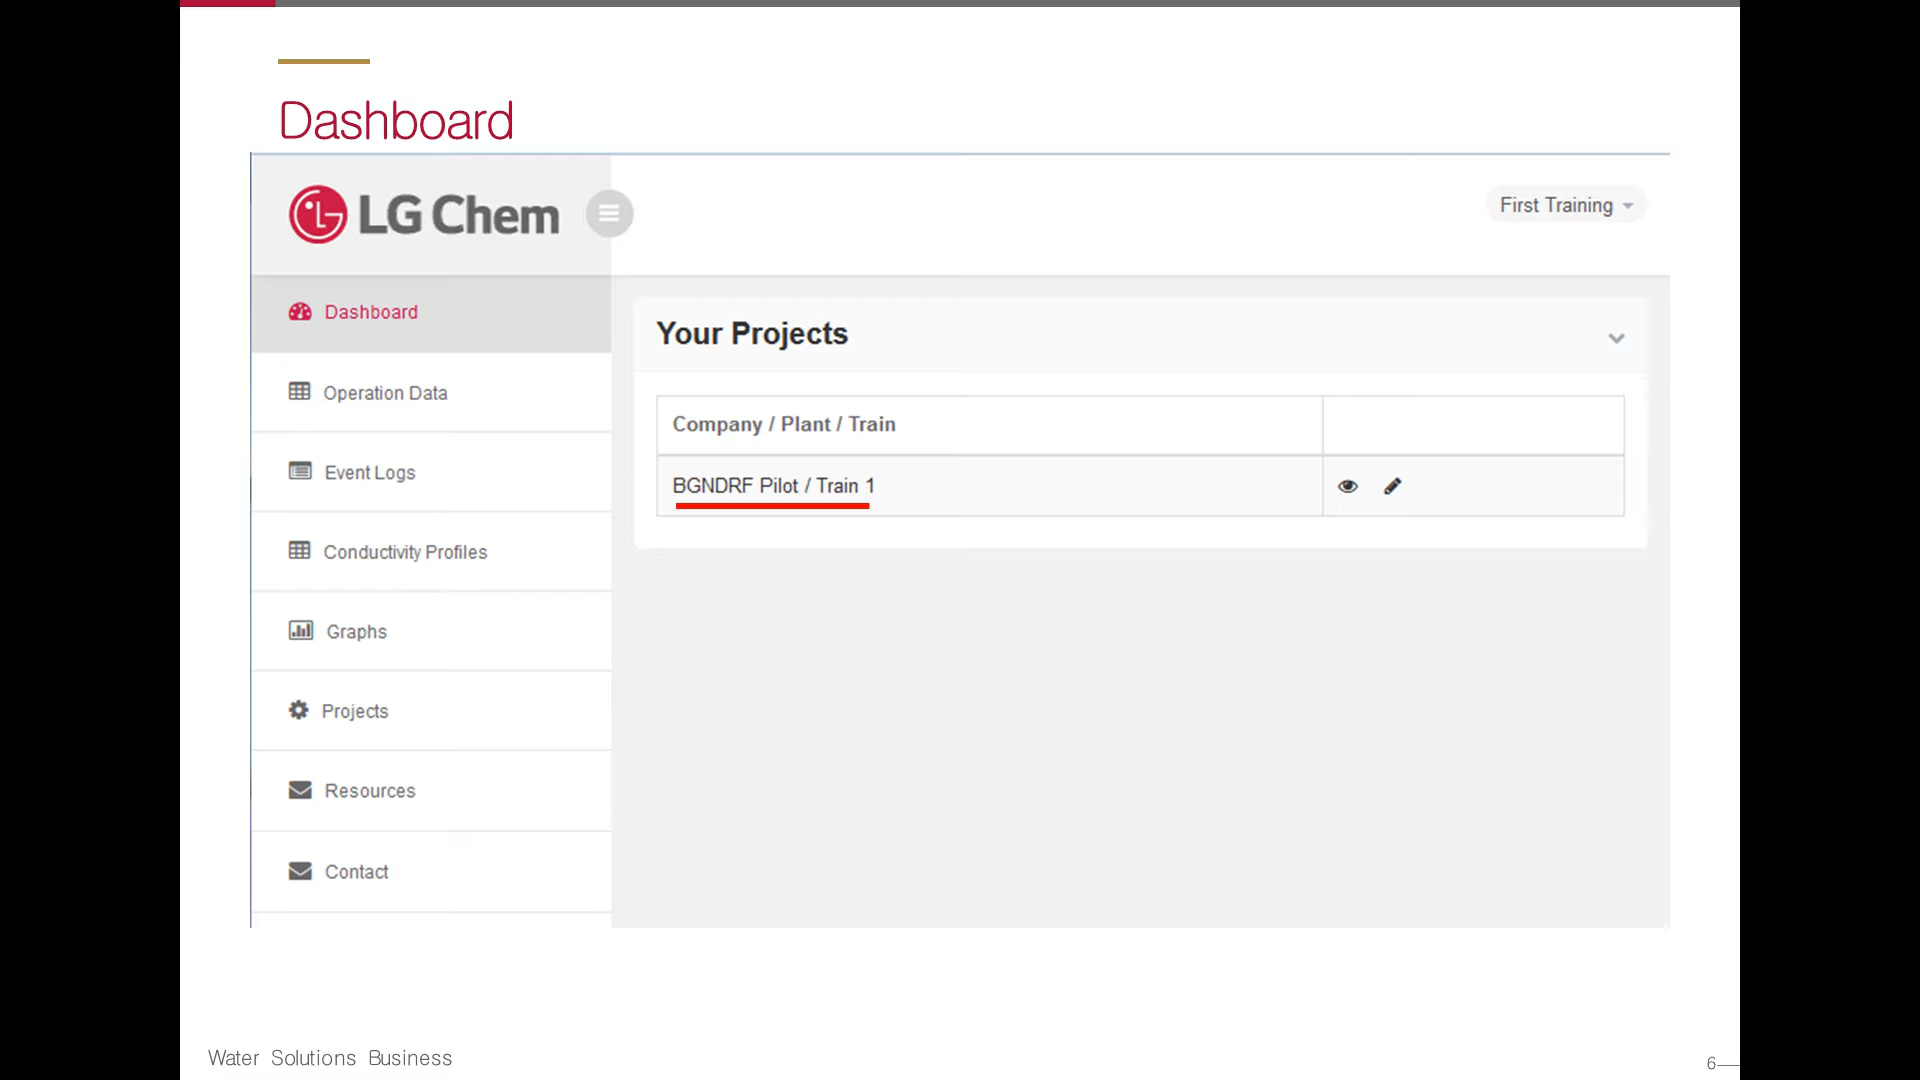 Dashboard
LG Chem
First Training
Dashboard
Operation Data
Event Logs
Conductivity Profiles
Graphs
Projects
Resources
Contact
Your Projects
Company / Plant / Train
BGNDRF Pilot / Train 1
Water Solutions Business
6